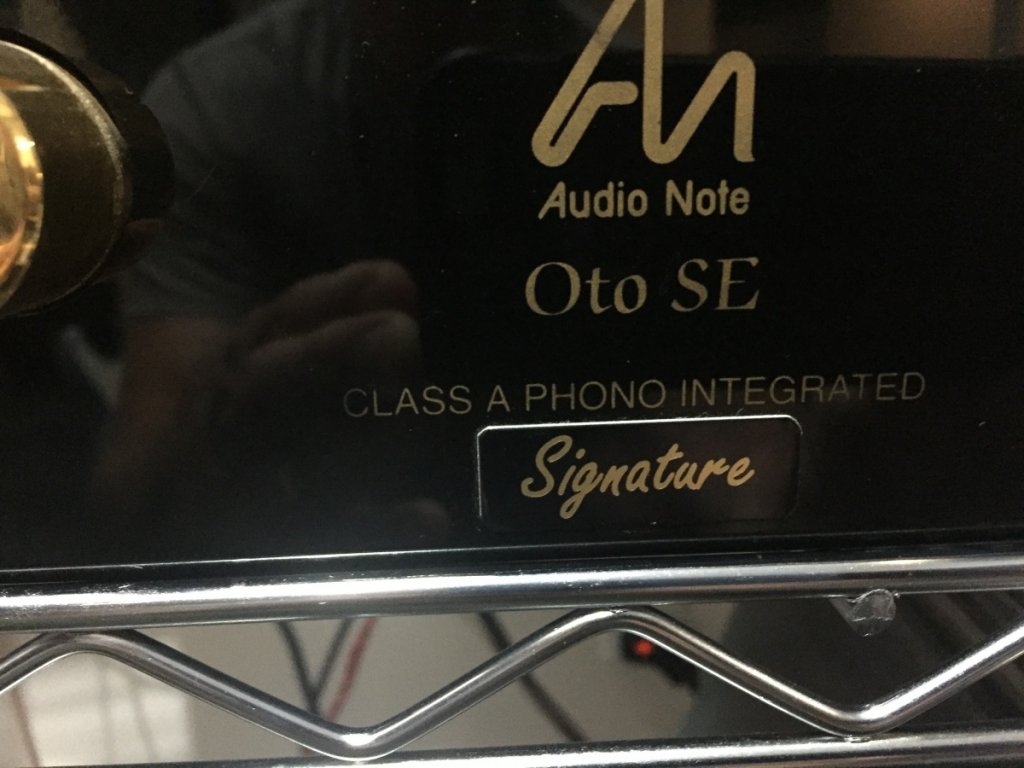 Audio Note
Oto SE
CLASS A PHONO INTEGRATED
Signature